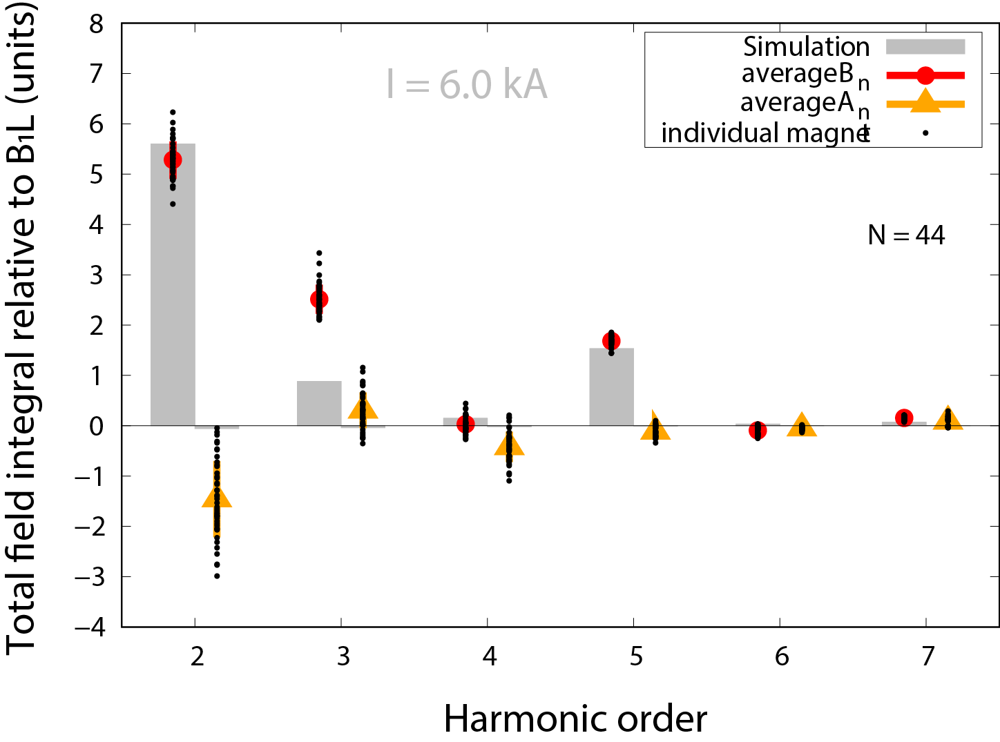 Total field integral relative to B1L (units)
8
7
6
5
4
3
2
1
0
−1
−2
−3
−4
I = 6.0 kA
Simulation
averageB n
averageA n
individual magnet
N = 44
2 3 4 5 6 7
Harmonic order